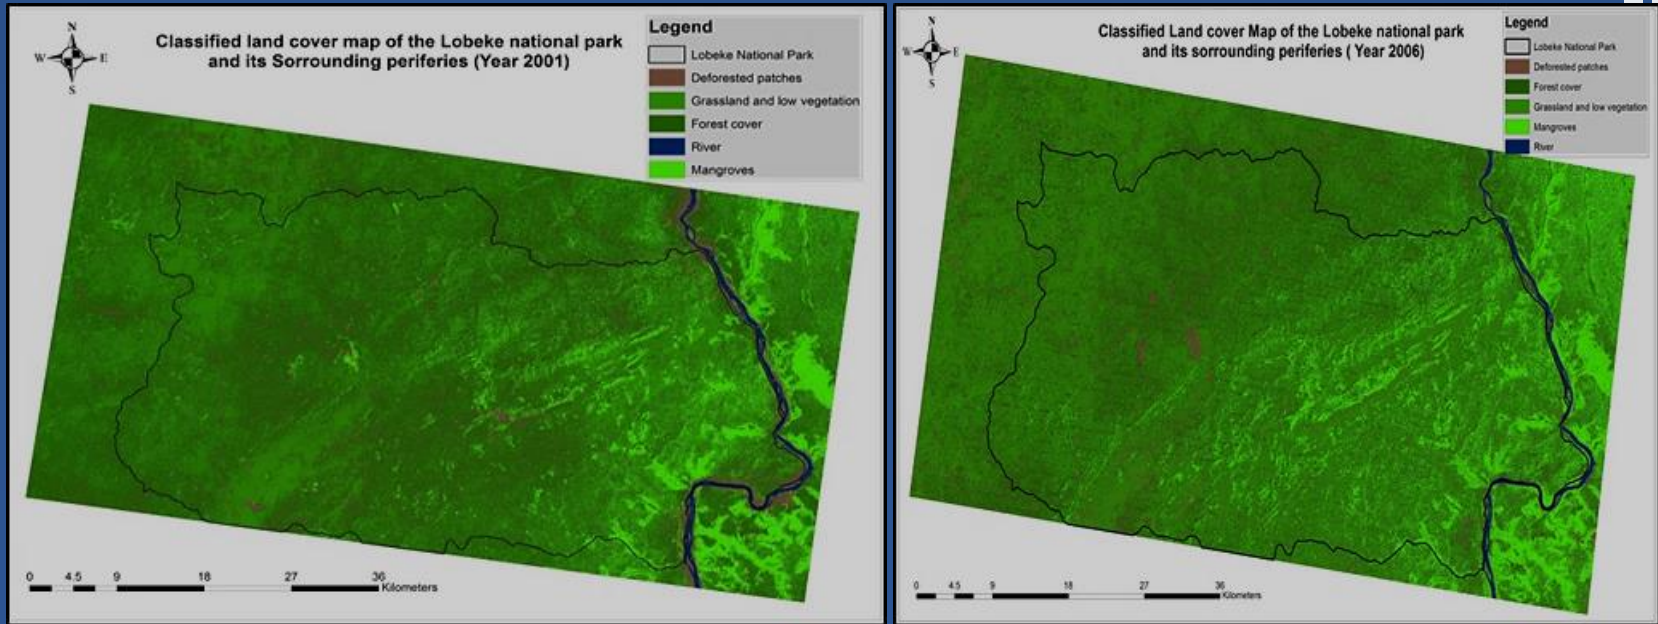 Classified land cover map of the Lobeke national park
and its Sorrounding periferies (Year 2001)
N
W
E
S
Legend
Lobeke National Park
Deforested patches
Grassland and low vegetation
Forest cover
River
Mangroves
0 4.5 9 18 27 36
Kilometers
Classified Land cover Map of the Lobeke national park
and its sorrounding periferies ( Year 2006)
N
W
E
S
Legend
Lobeke National Park
Deforested patches
Forest cover
Grassland and low vegetation
Mangroves
River
0 4.5 9 18 27 36
Kilometers